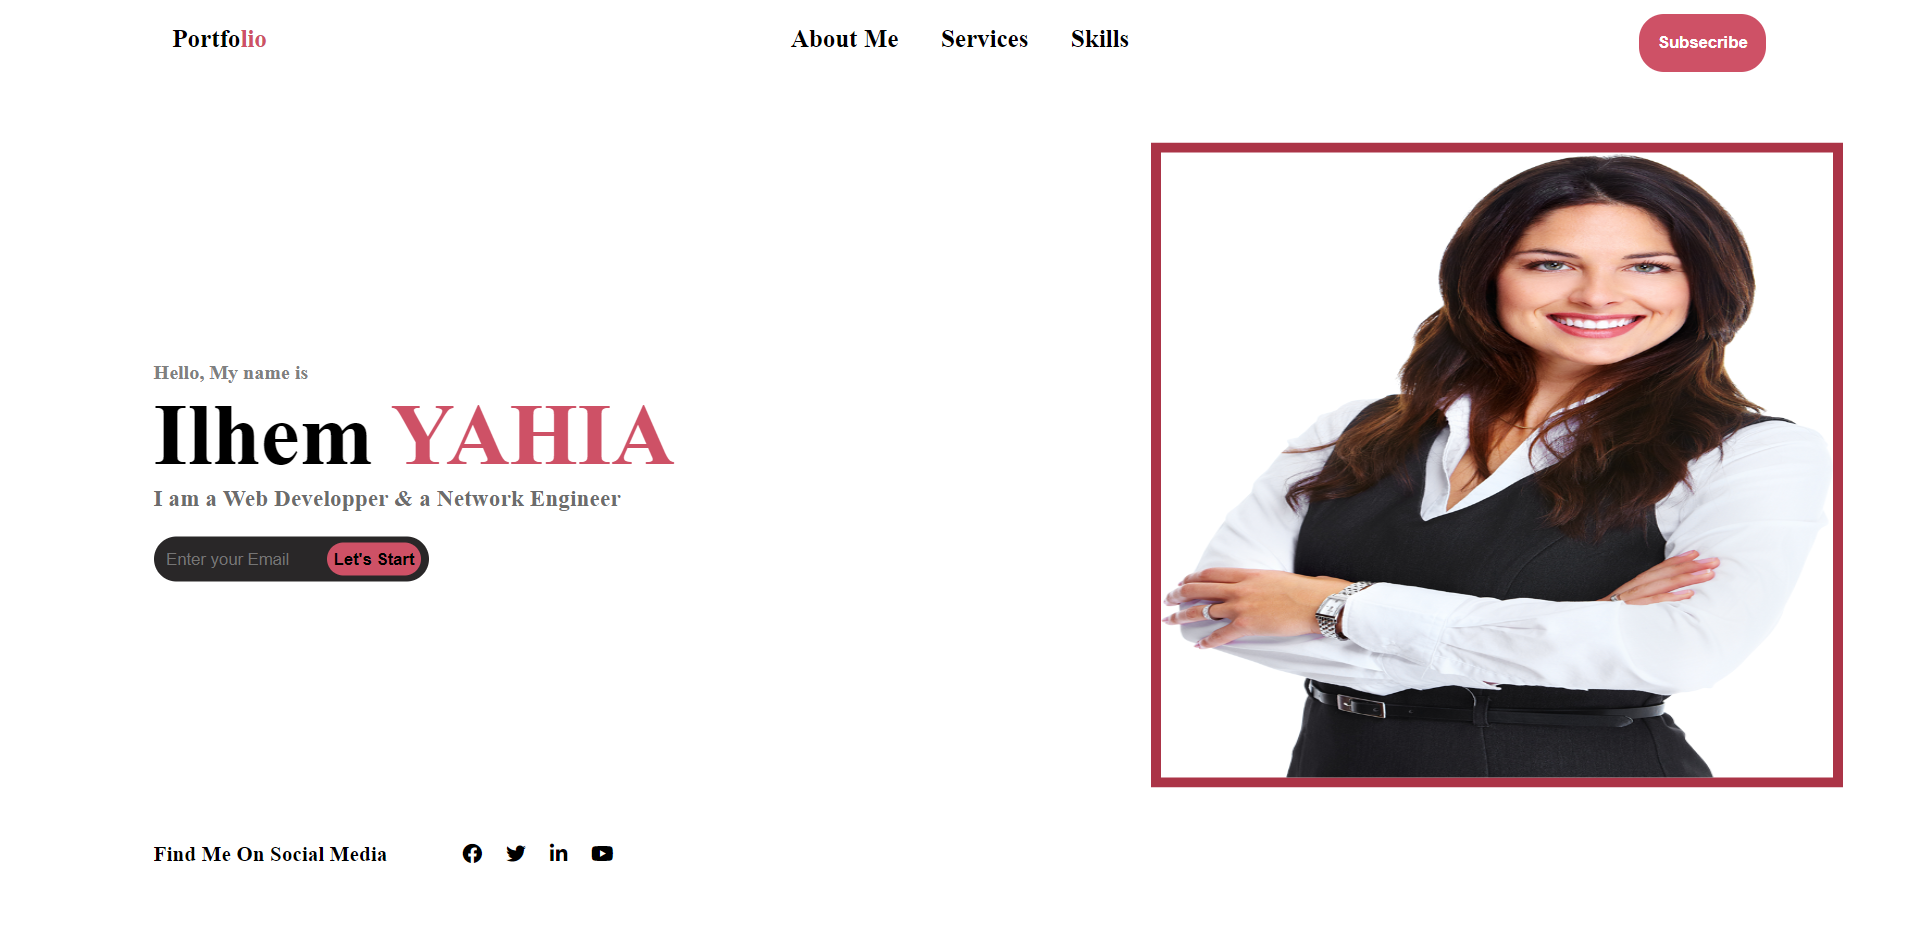 Portfolio
About Me Services Skills
Subsecribe
Hello, My name is
Ilhem YAHIA
I am a Web Developper & a Network Engineer
Enter your Email Let's Start
Find Me On Social Media